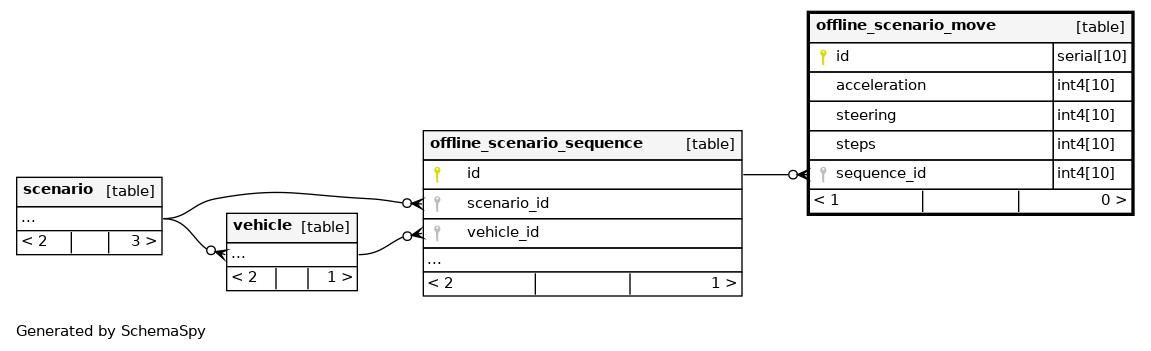 offline_scenario_move [table]
id serial[10]
acceleration int4[10]
steering int4[10]
steps int4[10]
sequence_id int4[10]
< 1 0 >
offline_scenario_sequence [table]
id
scenario_id
vehicle_id
...
< 2 1 >
scenario [table]
...
< 2 3 >
vehicle [table]
...
< 2 1 >
Generated by SchemaSpy